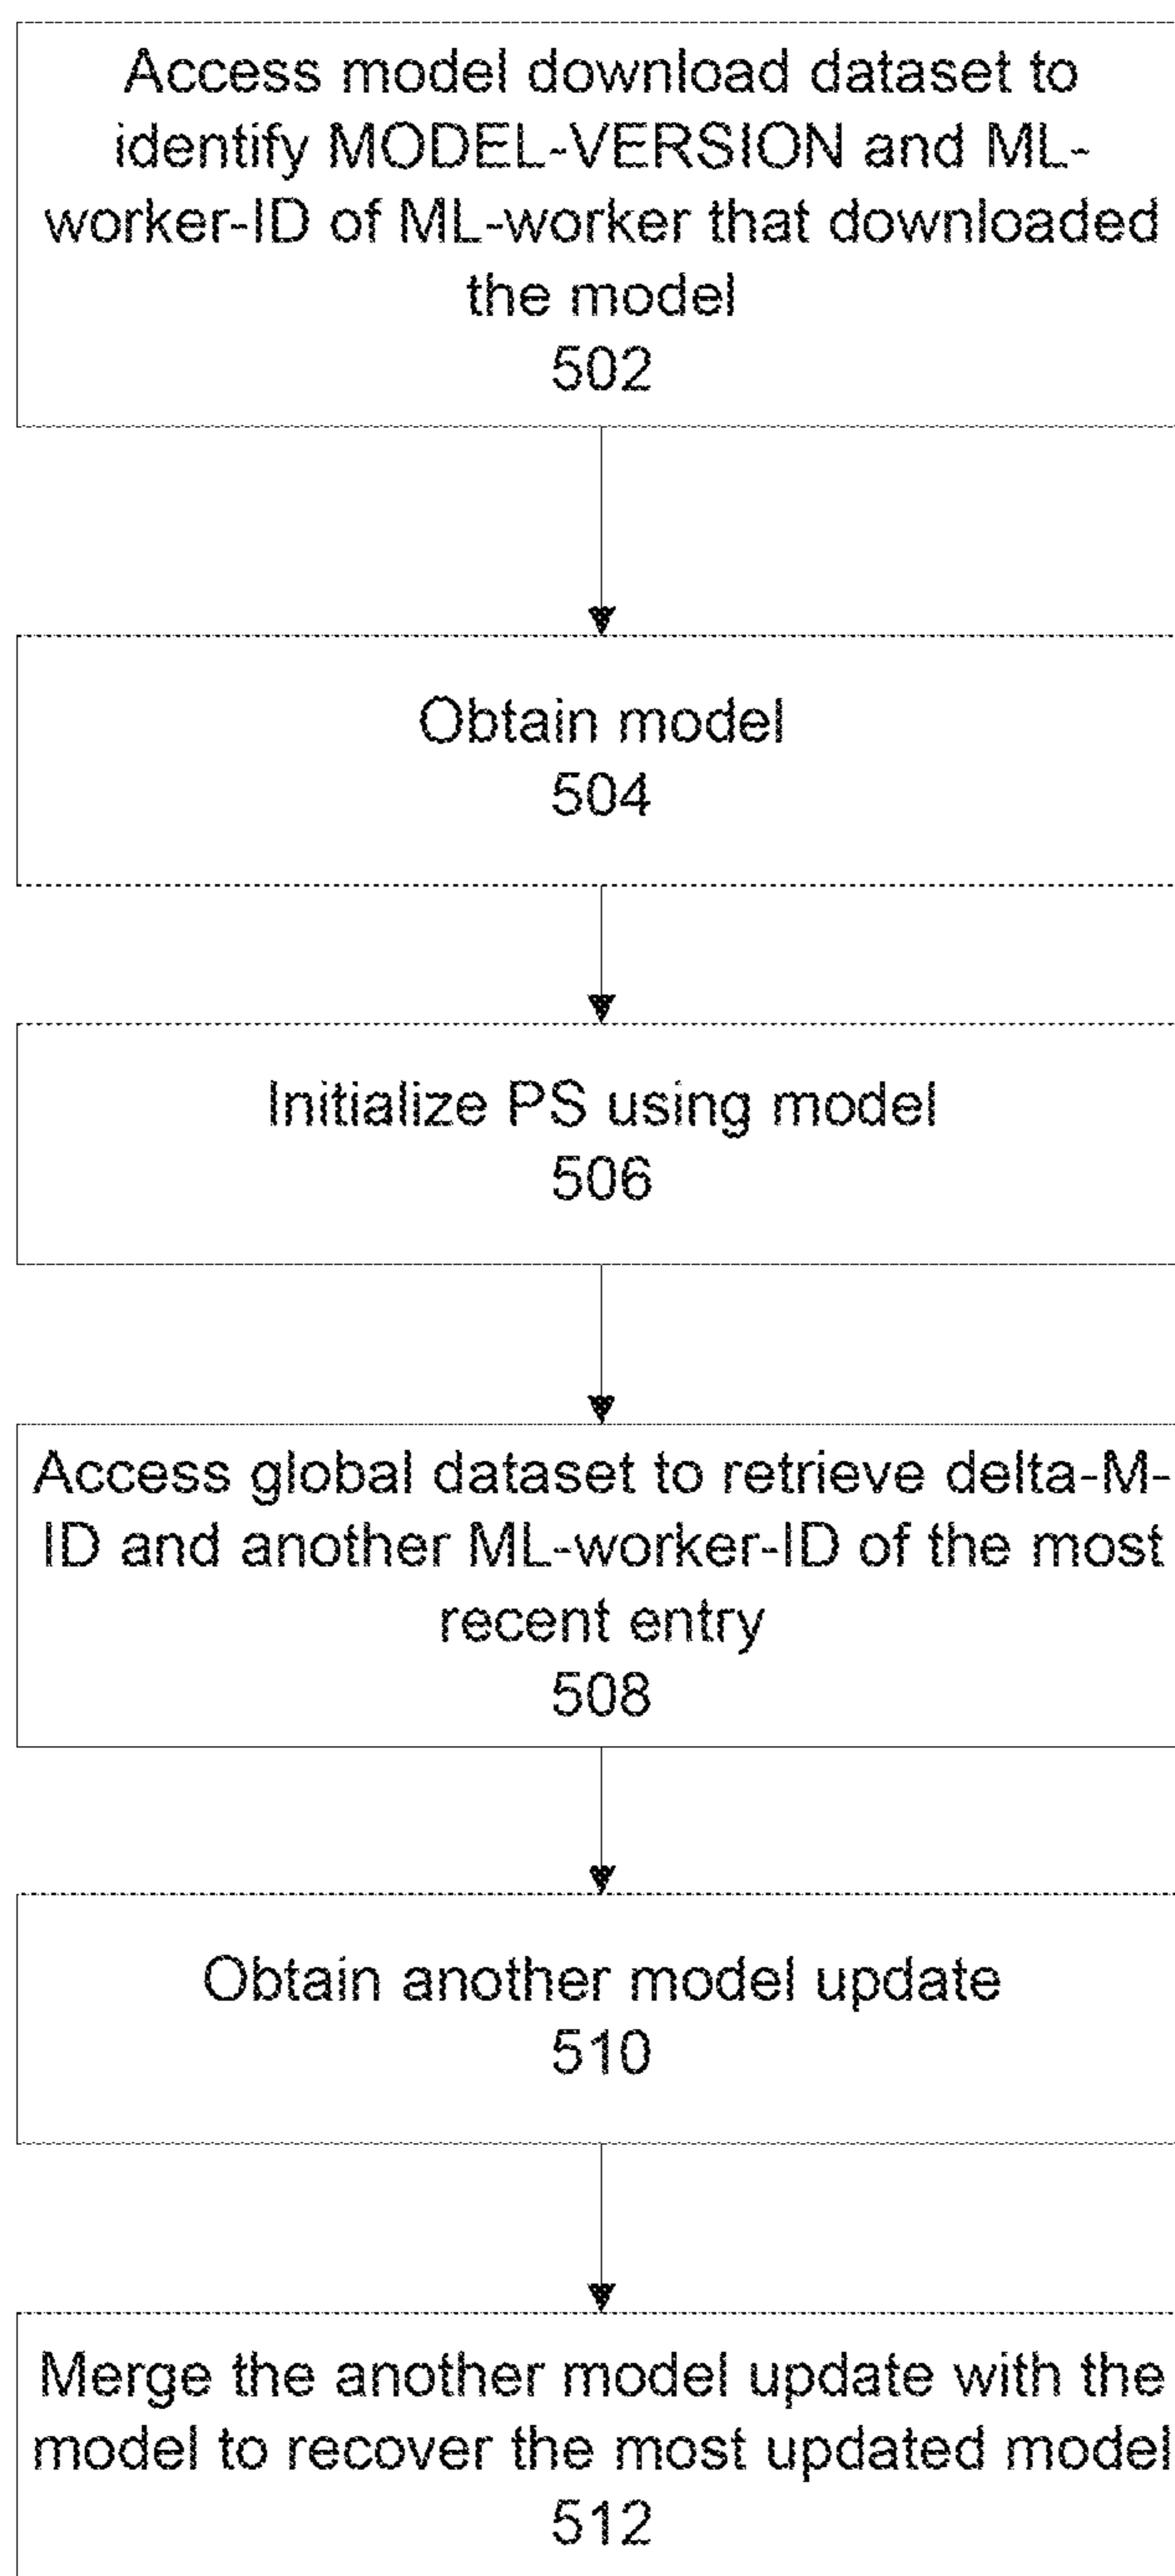 Access model download dataset to
identify MODEL-VERSION and ML-
worker-ID of ML-worker that downloaded
the model
502
Obtain model
504
Initialize PS using model
506
Access global dataset to retrieve delta-M-
ID and another ML-worker-ID of the most
recent entry
508
Obtain another model update
510
Merge the another model update with the
model to recover the most updated model
512